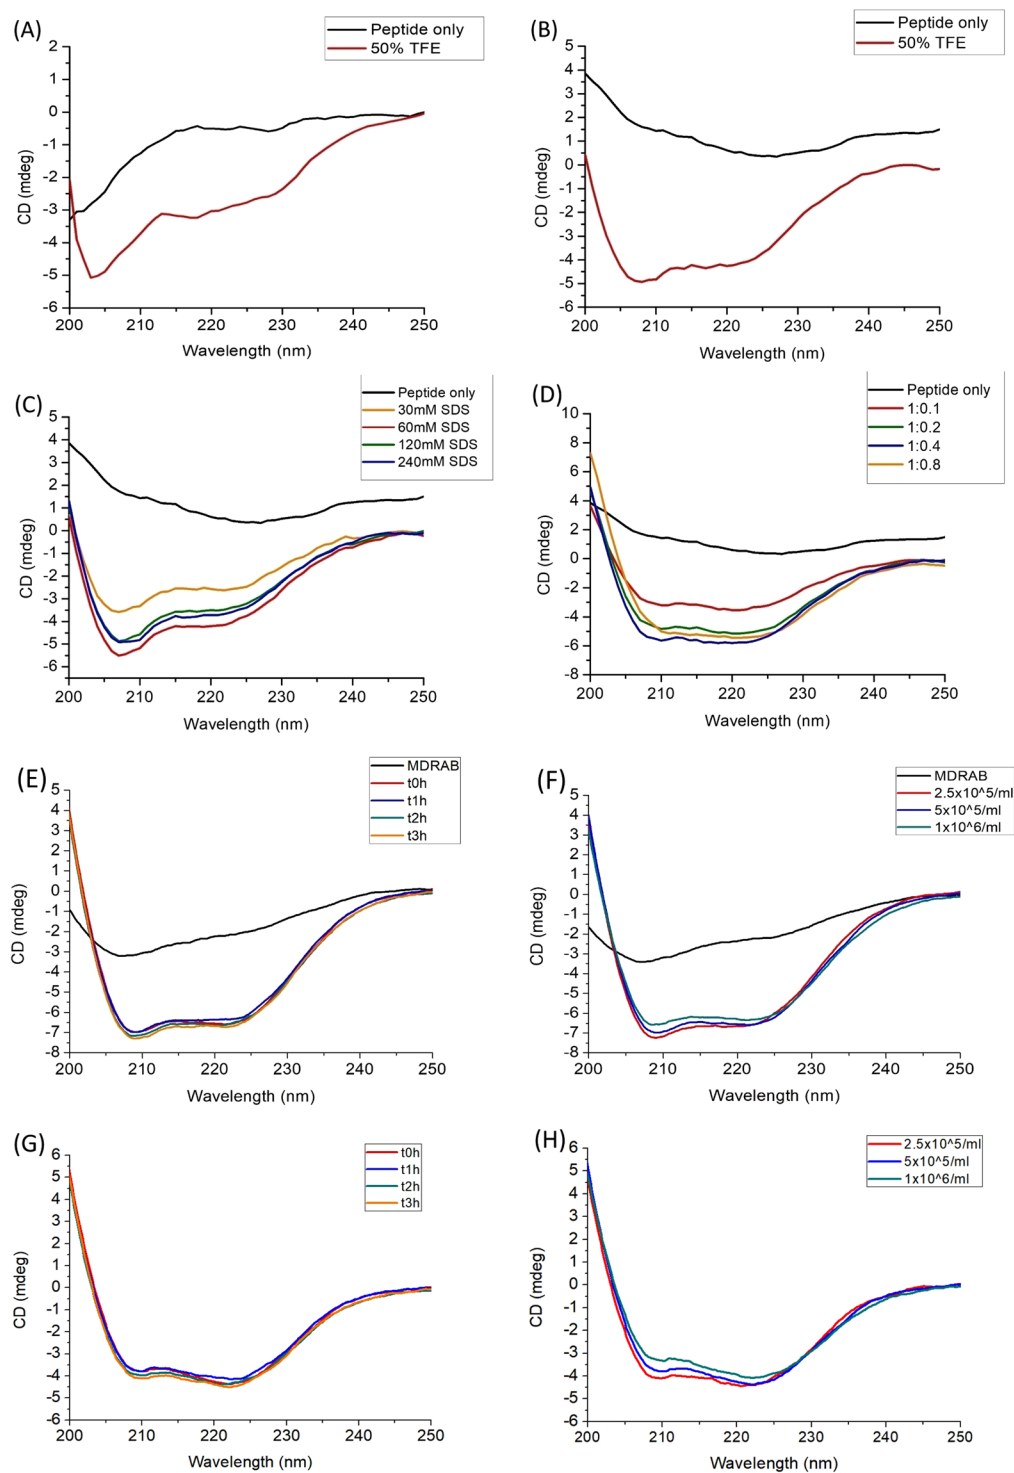 (A)
Peptide only
50% TFE
2
1
0
-1
-2
-3
-4
-5
-6
CD (mdeg)
200 210 220 230 240 250
Wavelength (nm)
(B)
Peptide only
50% TFE
5
4
3
2
1
0
-1
-2
-3
-4
-5
-6
CD (mdeg)
200 210 220 230 240 250
Wavelength (nm)
(C)
Peptide only
30mM SDS
60mM SDS
120mM SDS
240mM SDS
5
4
3
2
1
0
-1
-2
-3
-4
-5
-6
CD (mdeg)
200 210 220 230 240 250
Wavelength (nm)
(D)
Peptide only
1:0.1
1:0.2
1:0.4
1:0.8
10
8
6
4
2
0
-2
-4
-6
-8
CD (mdeg)
200 210 220 230 240 250
Wavelength (nm)
(E)
MDRAB
t0h
t1h
t2h
t3h
5
4
3
2
1
0
-1
-2
-3
-4
-5
-6
-7
-8
CD (mdeg)
200 210 220 230 240 250
Wavelength (nm)
(F)
MDRAB
2.5x10^5/ml
5x10^5/ml
1x10^6/ml
5
4
3
2
1
0
-1
-2
-3
-4
-5
-6
-7
-8
CD (mdeg)
200 210 220 230 240 250
Wavelength (nm)
(G)
t0h
t1h
t2h
t3h
6
5
4
3
2
1
0
-1
-2
-3
-4
-5
-6
CD (mdeg)
200 210 220 230 240 250
Wavelength (nm)
(H)
2.5x10^5/ml
5x10^5/ml
1x10^6/ml
6
5
4
3
2
1
0
-1
-2
-3
-4
-5
-6
CD (mdeg)
200 210 220 230 240 250
Wavelength (nm)